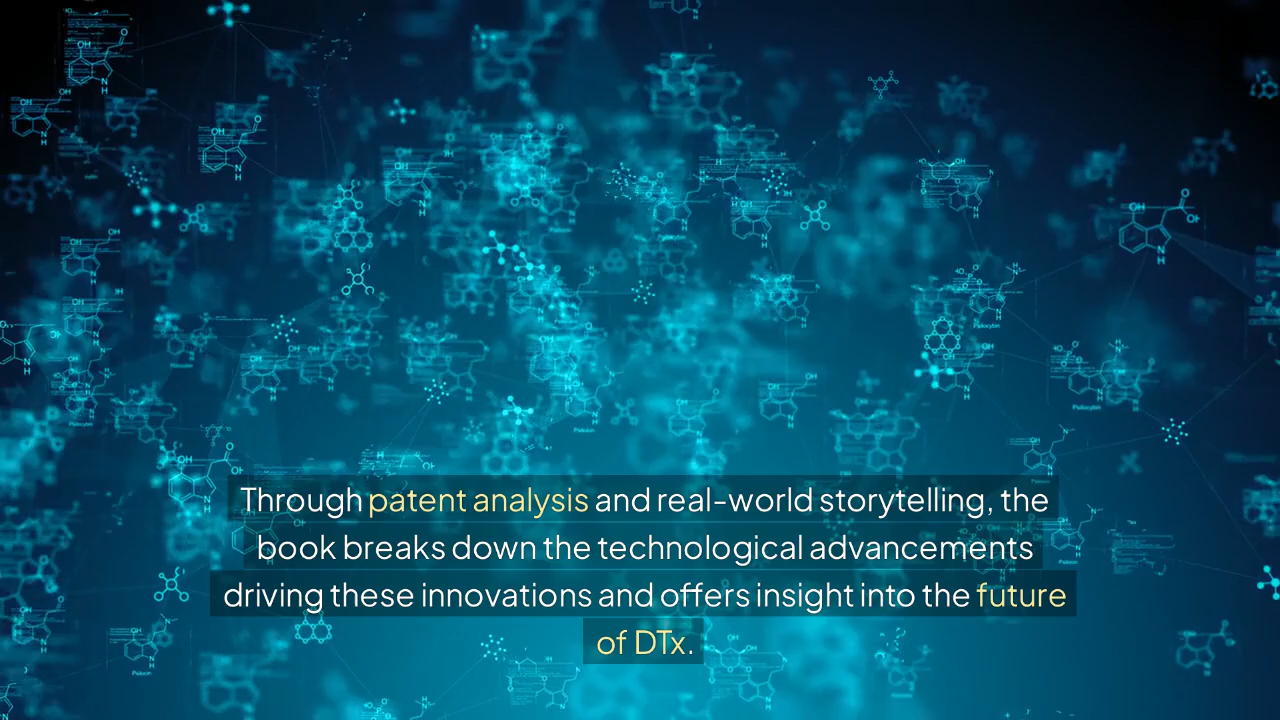 Through patent analysis and real-world storytelling, the
book breaks down the technological advancements
driving these innovations and offers insight into the future
of DTx.